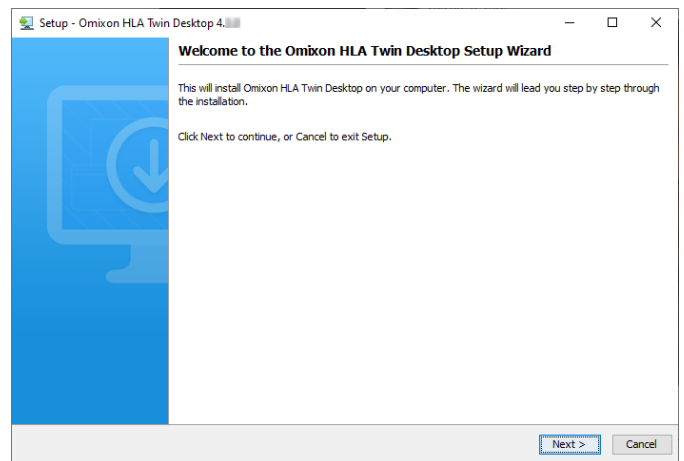 Setup - Omixon HLA Twin Desktop 4.
Welcome to the Omixon HLA Twin Desktop Setup Wizard
This will install Omixon HLA Twin Desktop on your computer. The wizard will lead you step by step through
the installation.
Click Next to continue, or Cancel to exit Setup.
Next > Cancel